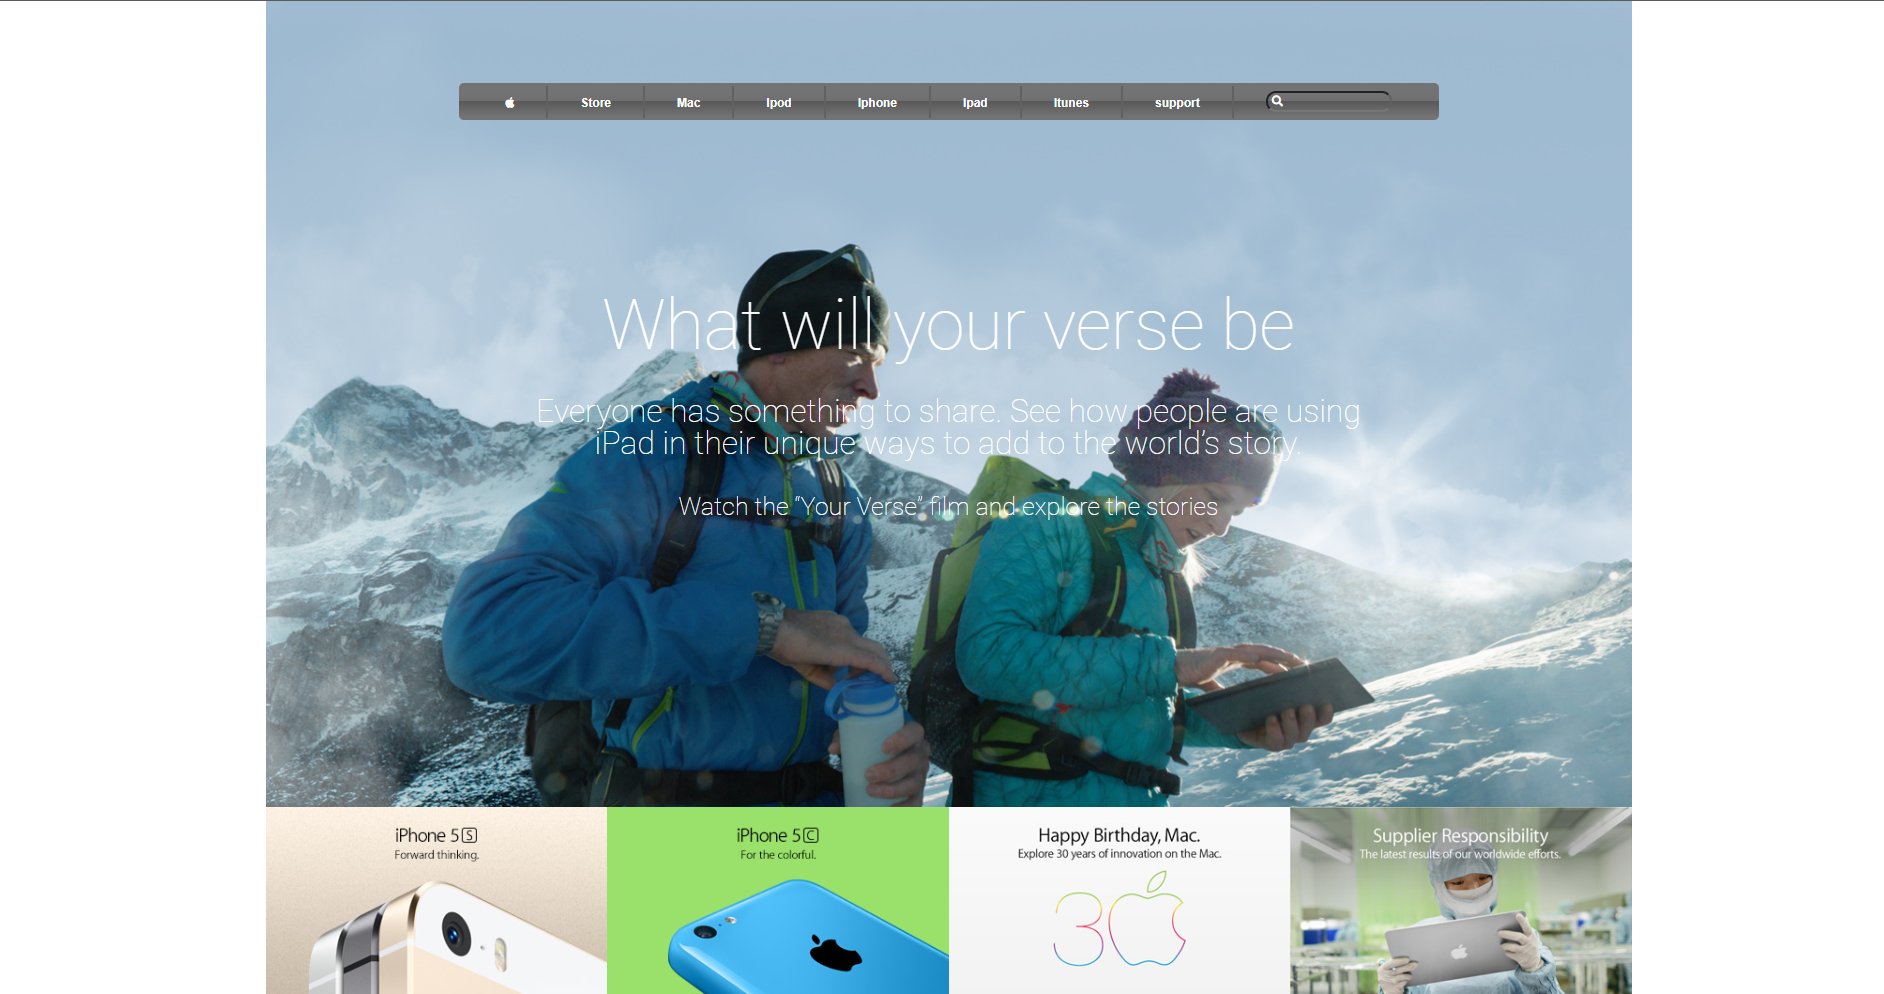 Store Mac Ipod Iphone Ipad Itunes support
What will your verse be
Everyone has something to share. See how people are using
iPad in their unique ways to add to the world’s story.
Watch the “Your Verse” film and explore the stories
iPhone 5S
Forward thinking.
iPhone 5C
For the colorful.
Happy Birthday, Mac.
Explore 30 years of innovation on the Mac.
30
Supplier Responsibility
The latest results of our worldwide efforts.